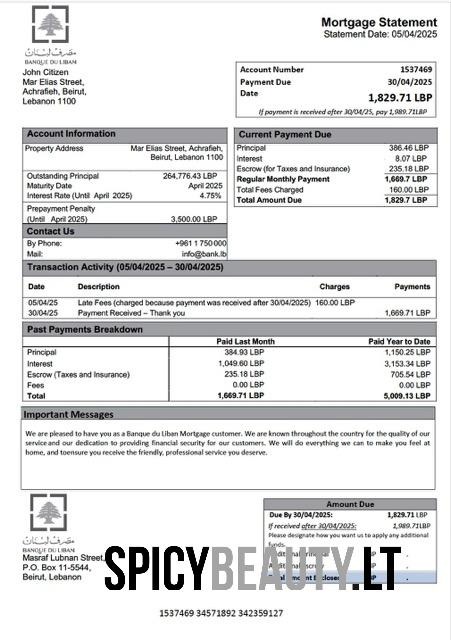 مصرف لبنان
BANQUE DU LIBAN
Mortgage Statement
Statement Date: 05/04/2025
John Citizen
Mar Elias Street,
Achrafieh, Beirut,
Lebanon 1100
Account Number 1537469
Payment Due 30/04/2025
Date 1,829.71 LBP
If payment is received after 30/04/25, pay 1,989.71LBP
Account Information
Property Address Mar Elias Street, Achrafieh,
Beirut, Lebanon 1100
Outstanding Principal 264,776.43 LBP
Maturity Date April 2025
Interest Rate (Until April 2025) 4.75%
Prepayment Penalty
(Until April 2025) 3,500.00 LBP
Contact Us
By Phone: +961 1 750000
Mail: info@bank.lb
Current Payment Due
Principal 386.46 LBP
Interest 8.07 LBP
Escrow (for Taxes and Insurance) 235.18 LBP
Regular Monthly Payment 1,669.7 LBP
Total Fees Charged 160.00 LBP
Total Amount Due 1,829.7 LBP
Transaction Activity (05/04/2025 – 30/04/2025)
Date Description Charges Payments
05/04/25 Late Fees (charged because payment was received after 30/04/2025) 160.00 LBP
30/04/25 Payment Received – Thank you 1,669.71 LBP
Past Payments Breakdown
Paid Last Month Paid Year to Date
Principal 384.93 LBP 1,150.25 LBP
Interest 1,049.60 LBP 3,153.34 LBP
Escrow (Taxes and Insurance) 235.18 LBP 705.54 LBP
Fees 0.00 LBP 0.00 LBP
Total 1,669.71 LBP 5,009.13 LBP
Important Messages
We are pleased to have you as a Banque du Liban Mortgage customer. We are known throughout the country for the quality of our
service and our dedication to providing financial security for our customers. We will do everything we can to make you feel at
home, and toensure you receive the friendly, professional service you deserve.
مصرف لبنان
BANQUE DU LIBAN
Masraf Lubnan Street,
P.O. Box 11-5544,
Beirut, Lebanon
Amount Due
Due By 30/04/2025: 1,829.71 LBP
If received after 30/04/2025: 1,989.71LBP
Please designate how you want us to apply any additional
funds.
SPICYBEAUTY.LT
1537469 34571892 342359127